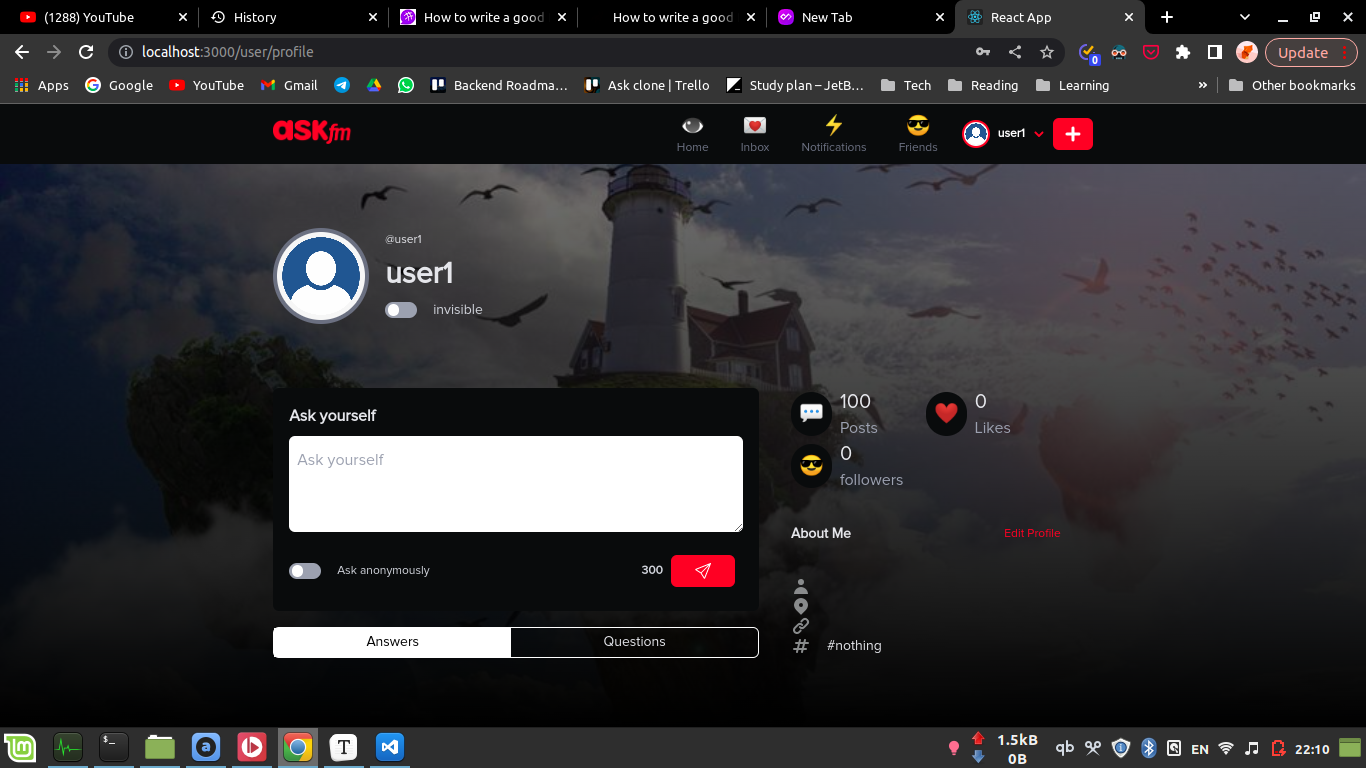 (1288) YouTube
History
How to write a good
How to write a good
New Tab
React App
localhost:3000/user/profile
0
Update
Apps
Google
YouTube
Gmail
Backend Roadma...
Ask clone | Trello
Study plan – JetB...
Tech
Reading
Learning
»
Other bookmarks
ASKfm
Home
Inbox
Notifications
Friends
user1
@user1
user1
invisible
Ask yourself
Ask yourself
Ask anonymously
300
Answers
Questions
100
Posts
0
Likes
0
followers
About Me
Edit Profile
#nothing
1.5kB
0B
qb
EN
22:10